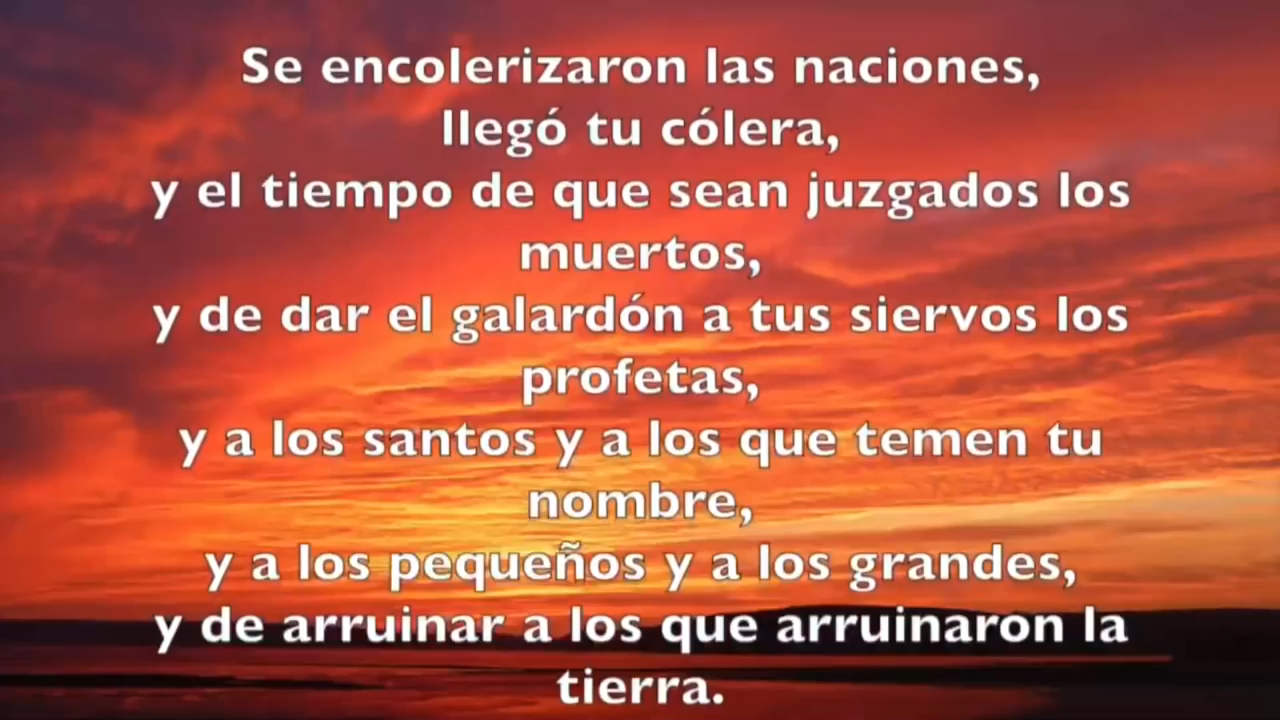 Se encolerizaron las naciones,
llegó tu cólera,
y el tiempo de que sean juzgados los
muertos,
y de dar el galardón a tus siervos los
profetas,
y a los santos y a los que temen tu
nombre,
y a los pequeños y a los grandes,
y de arruinar a los que arruinaron la
tierra.